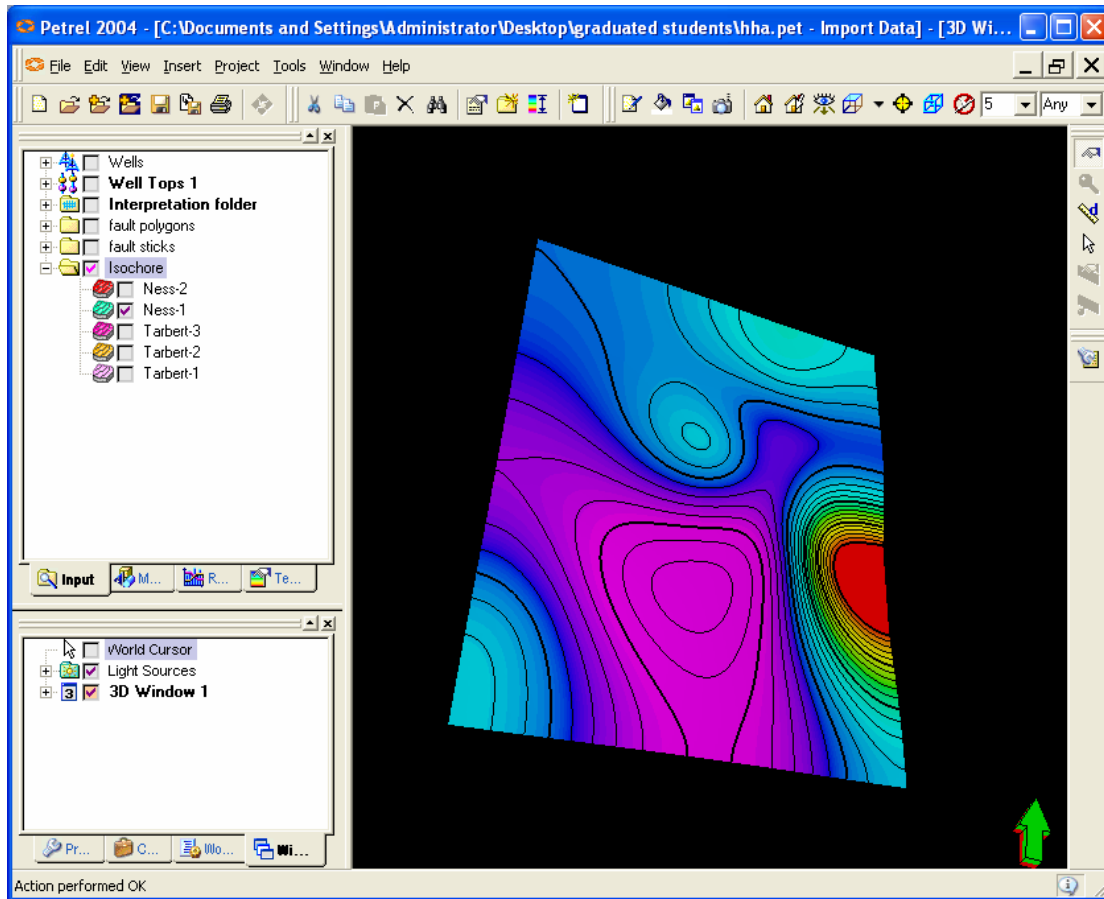 Petrel 2004 - [C:\Documents and Settings\Administrator\Desktop\graduated students\hha.pet - Import Data] - [3D Wi...
File Edit View Insert Project Tools Window Help
5 Any
Wells
Well Tops 1
Interpretation folder
fault polygons
fault sticks
Isochore
Ness-2
Ness-1
Tarbert-3
Tarbert-2
Tarbert-1
Input M... R... Te...
World Cursor
Light Sources
3 3D Window 1
Pr... C... Wo... Wi...
Action performed OK